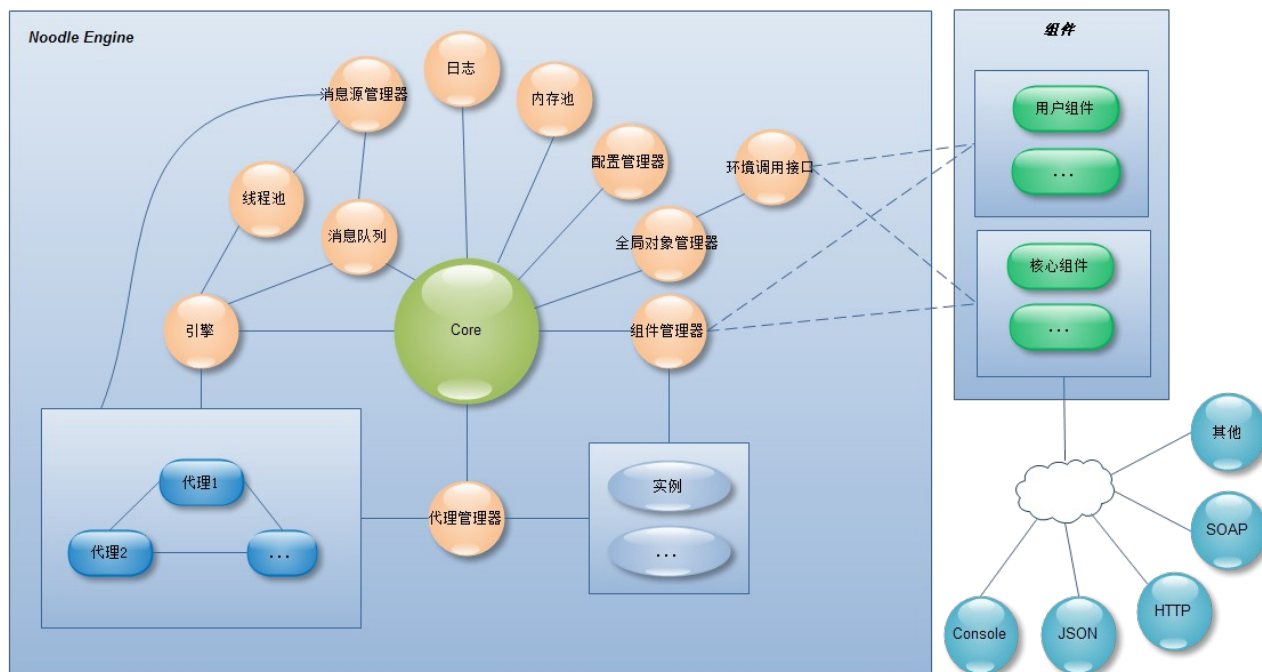 Noodle Engine
组件
日志
消息源管理器
内存池
用户组件
配置管理器
环境调用接口
...
线程池
消息队列
全局对象管理器
核心组件
引擎
Core
组件管理器
...
其他
代理1
实例
代理管理器
SOAP
代理2
...
...
HTTP
Console
JSON